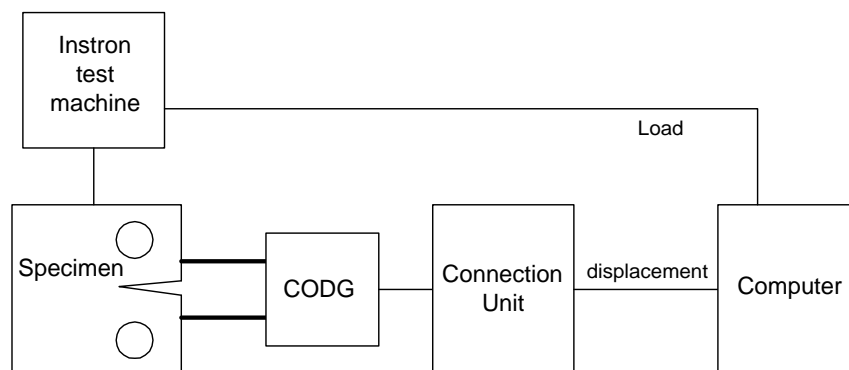 Instron
test
machine
Load
Specimen
CODG
Connection
Unit
displacement
Computer